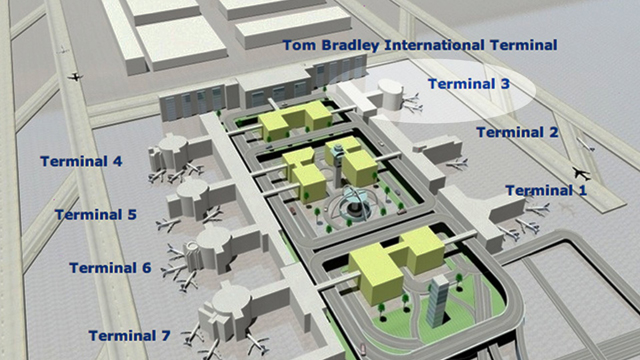 Tom Bradley International Terminal
Terminal 3
Terminal 2
Terminal 4
Terminal 1
Terminal 5
Terminal 6
Terminal 7